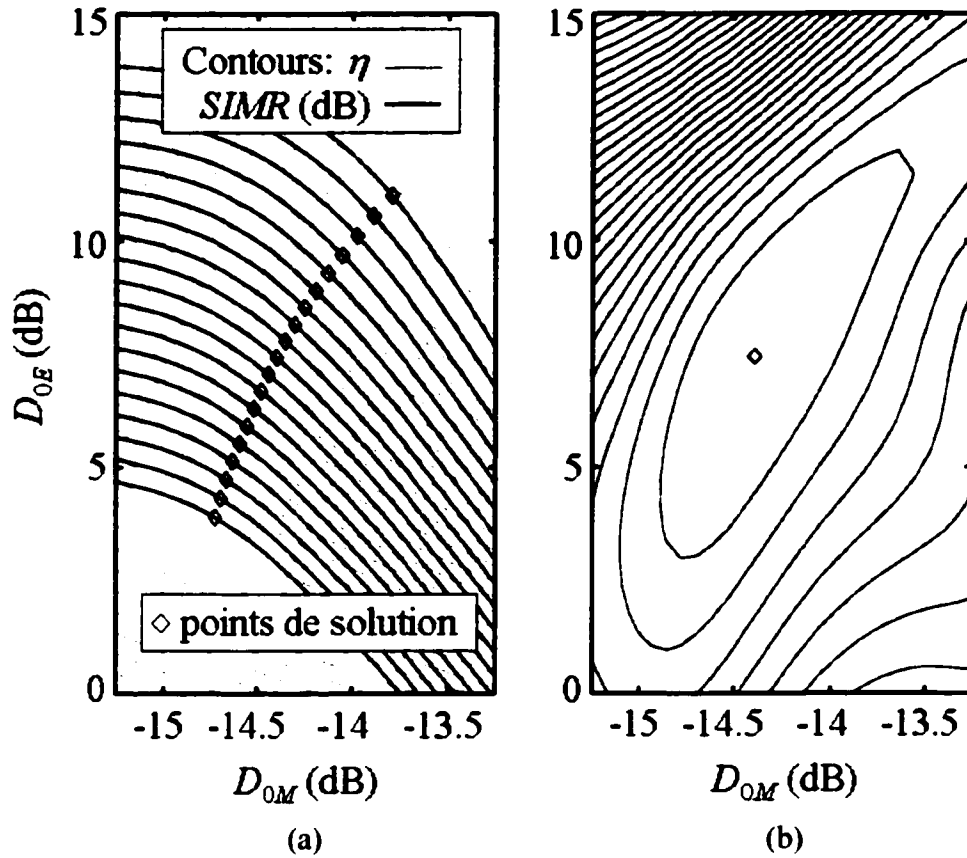 15
Contours: η
SIMR (dB)
10
D0E (dB)
5
◇ points de solution
0
-15 -14.5 -14 -13.5
D0M (dB)
(a)
15
10
5
0
-15 -14.5 -14 -13.5
D0M (dB)
(b)